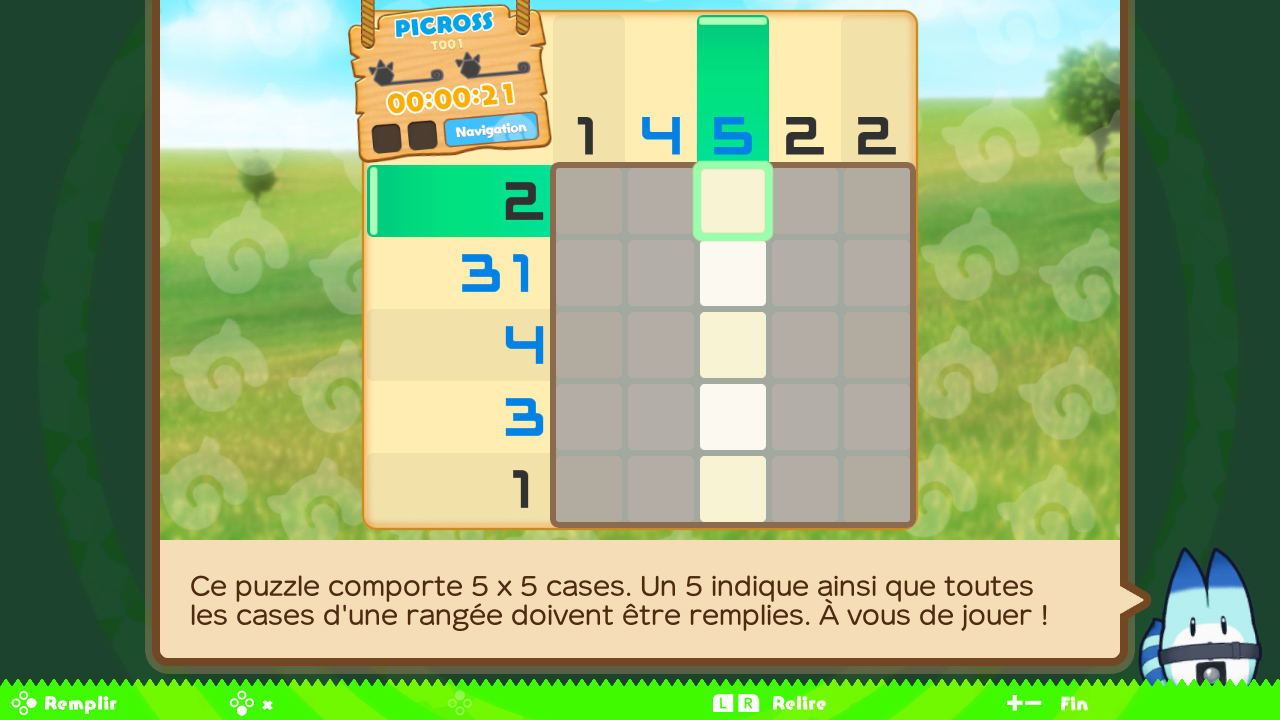 PICROSS
T001
00:00:21
Navigation
1 4 5 2 2
2
3 1
4
3
1
Ce puzzle comporte 5 x 5 cases. Un 5 indique ainsi que toutes
les cases d'une rangée doivent être remplies. À vous de jouer !
Remplir × L R Relire +− Fin